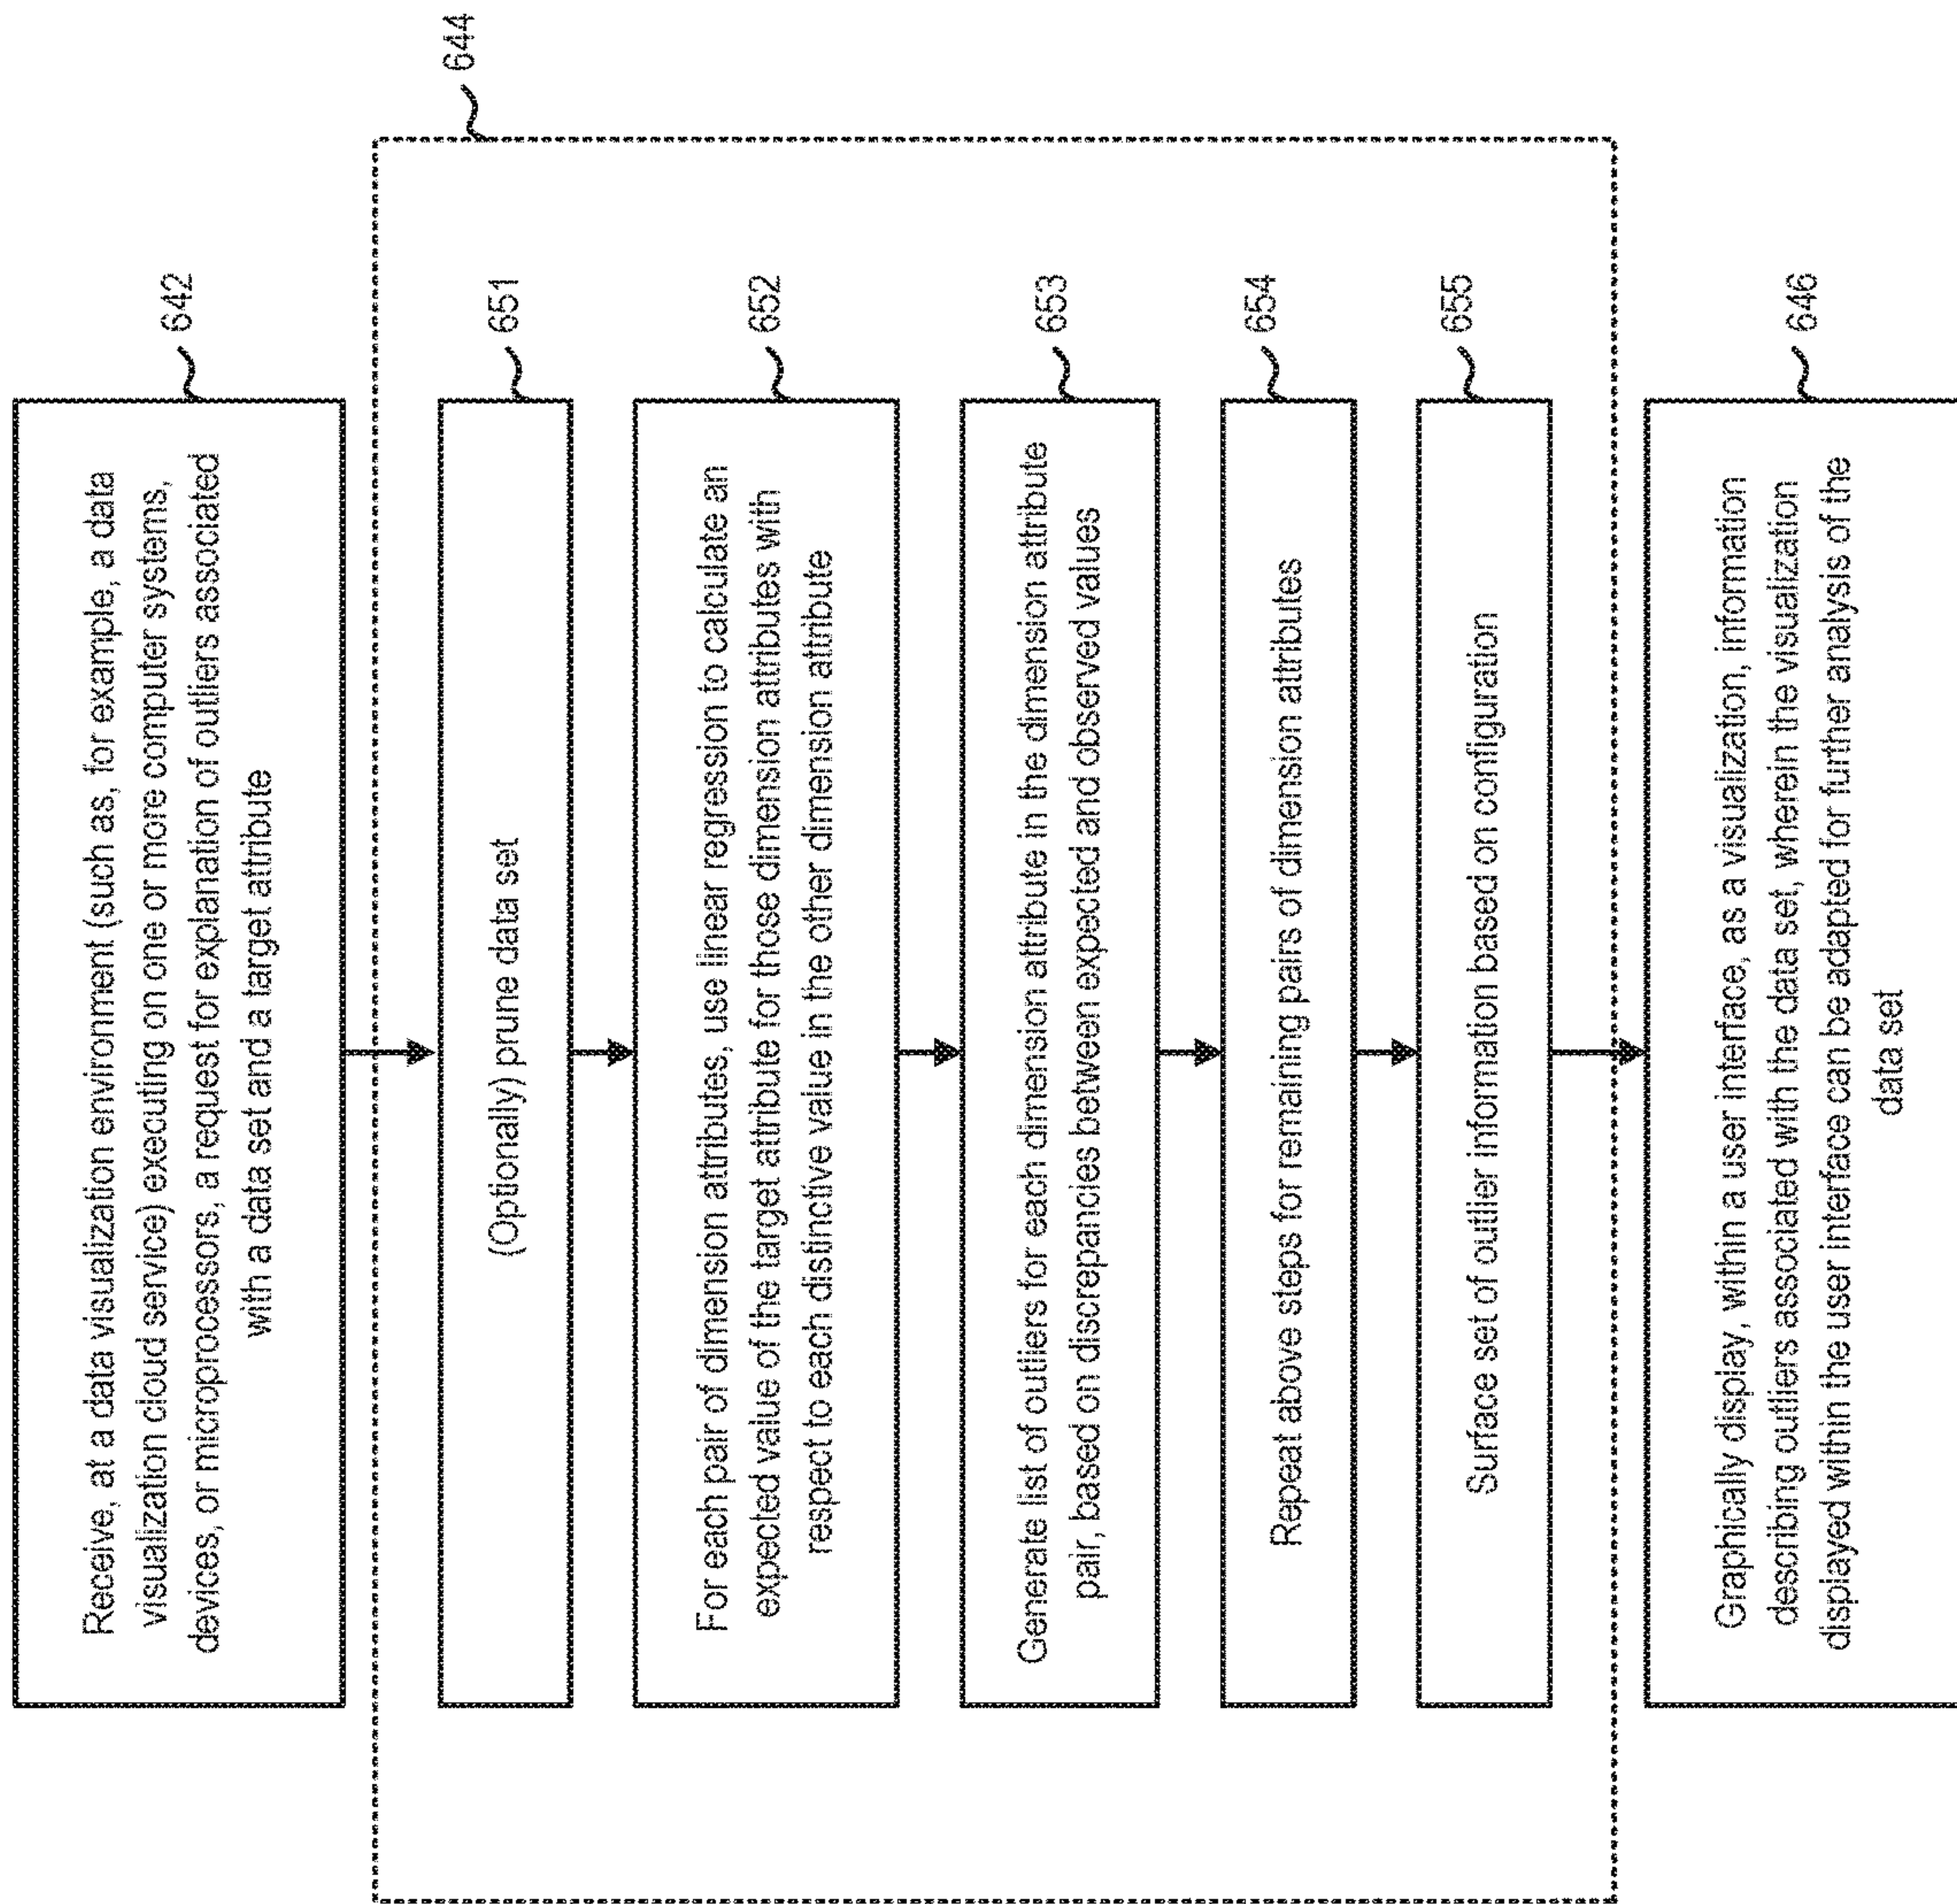 Receive, at a data visualization environment (such as, for example, a data
visualization cloud service) executing on one or more computer systems,
devices, or microprocessors, a request for explanation of outliers associated
with a data set and a target attribute
642
644
(Optionally) prune data set
651
For each pair of dimension attributes, use linear regression to calculate an
expected value of the target attribute for those dimension attributes with
respect to each distinctive value in the other dimension attribute
652
Generate list of outliers for each dimension attribute in the dimension attribute
pair, based on discrepancies between expected and observed values
653
Repeat above steps for remaining pairs of dimension attributes
654
Surface set of outlier information based on configuration
655
Graphically display, within a user interface, as a visualization, information
describing outliers associated with the data set, wherein the visualization
displayed within the user interface can be adapted for further analysis of the
data set
646